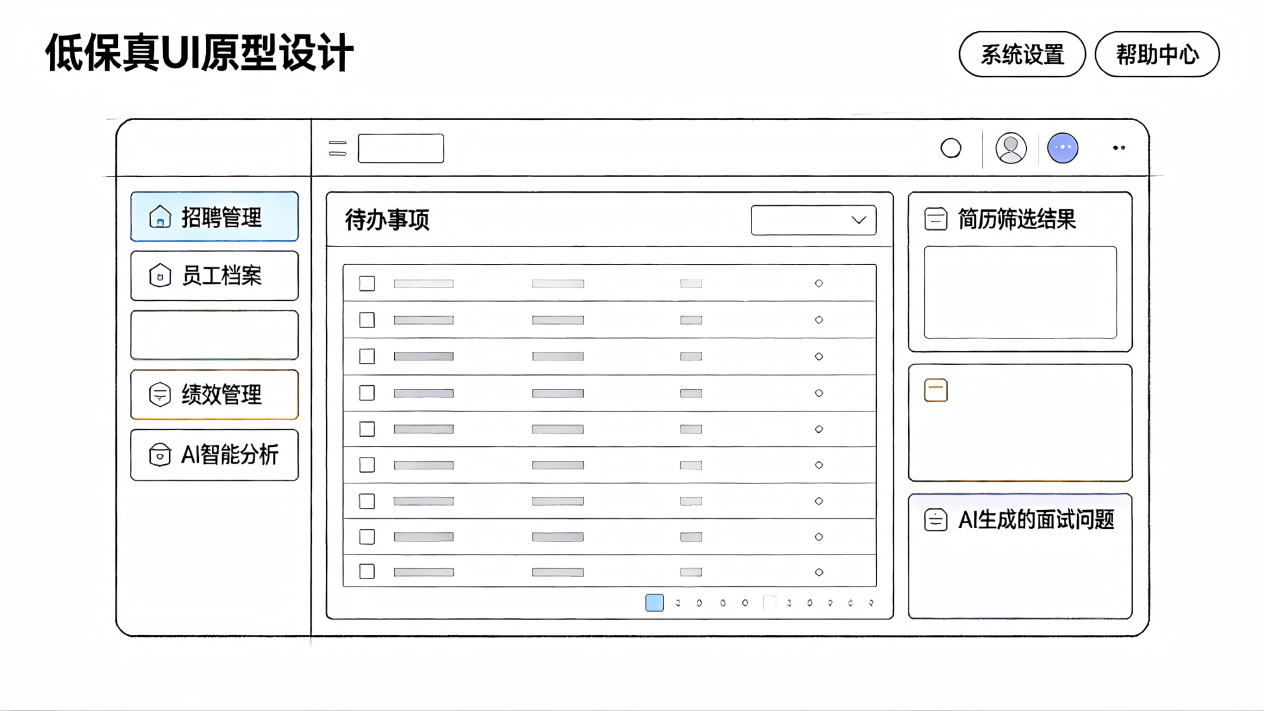 低保真UI原型设计
系统设置
帮助中心
招聘管理
员工档案
绩效管理
AI智能分析
待办事项
简历筛选结果
AI生成的面试问题